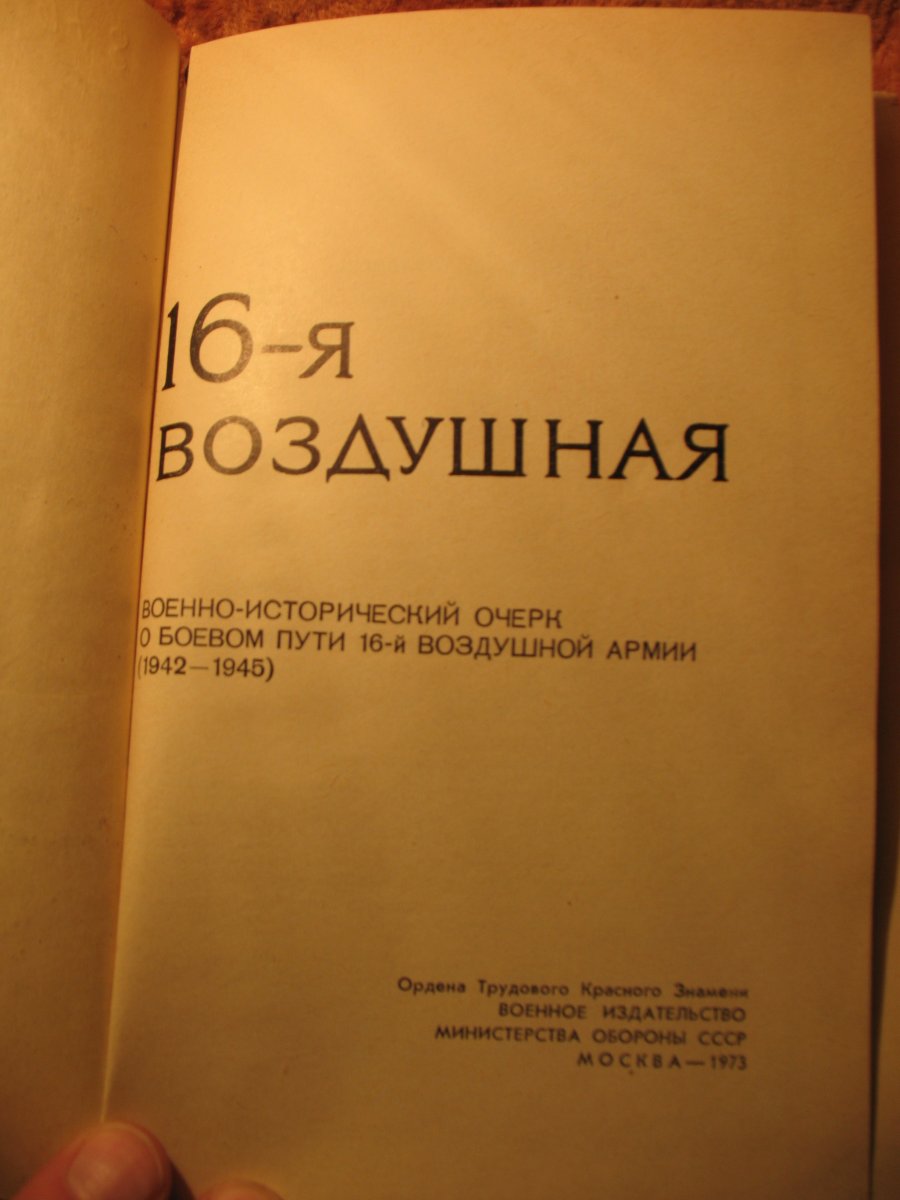 16-я
ВОЗДУШНАЯ
ВОЕННО-ИСТОРИЧЕСКИЙ ОЧЕРК
О БОЕВОМ ПУТИ 16-й ВОЗДУШНОЙ АРМИИ
(1942—1945)
Ордена Трудового Красного Знамени
ВОЕННОЕ ИЗДАТЕЛЬСТВО
МИНИСТЕРСТВА ОБОРОНЫ СССР
МОСКВА—1973